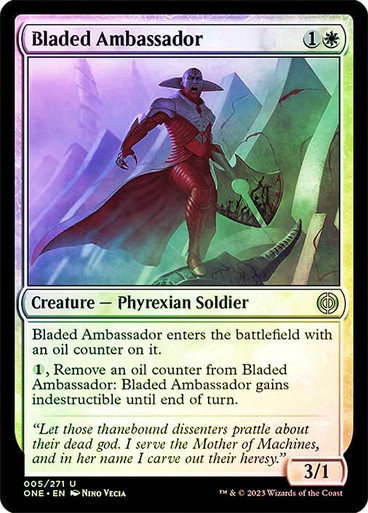 Bladed Ambassador 1
Creature — Phyrexian Soldier
Bladed Ambassador enters the battlefield with
an oil counter on it.
1, Remove an oil counter from Bladed
Ambassador: Bladed Ambassador gains
indestructible until end of turn.
"Let those thanebound dissenters prattle about
their dead god. I serve the Mother of Machines,
and in her name I carve out their heresy."
3/1
005/271 U
ONE • EN Niko Vecia ™ & © 2023 Wizards of the Coast